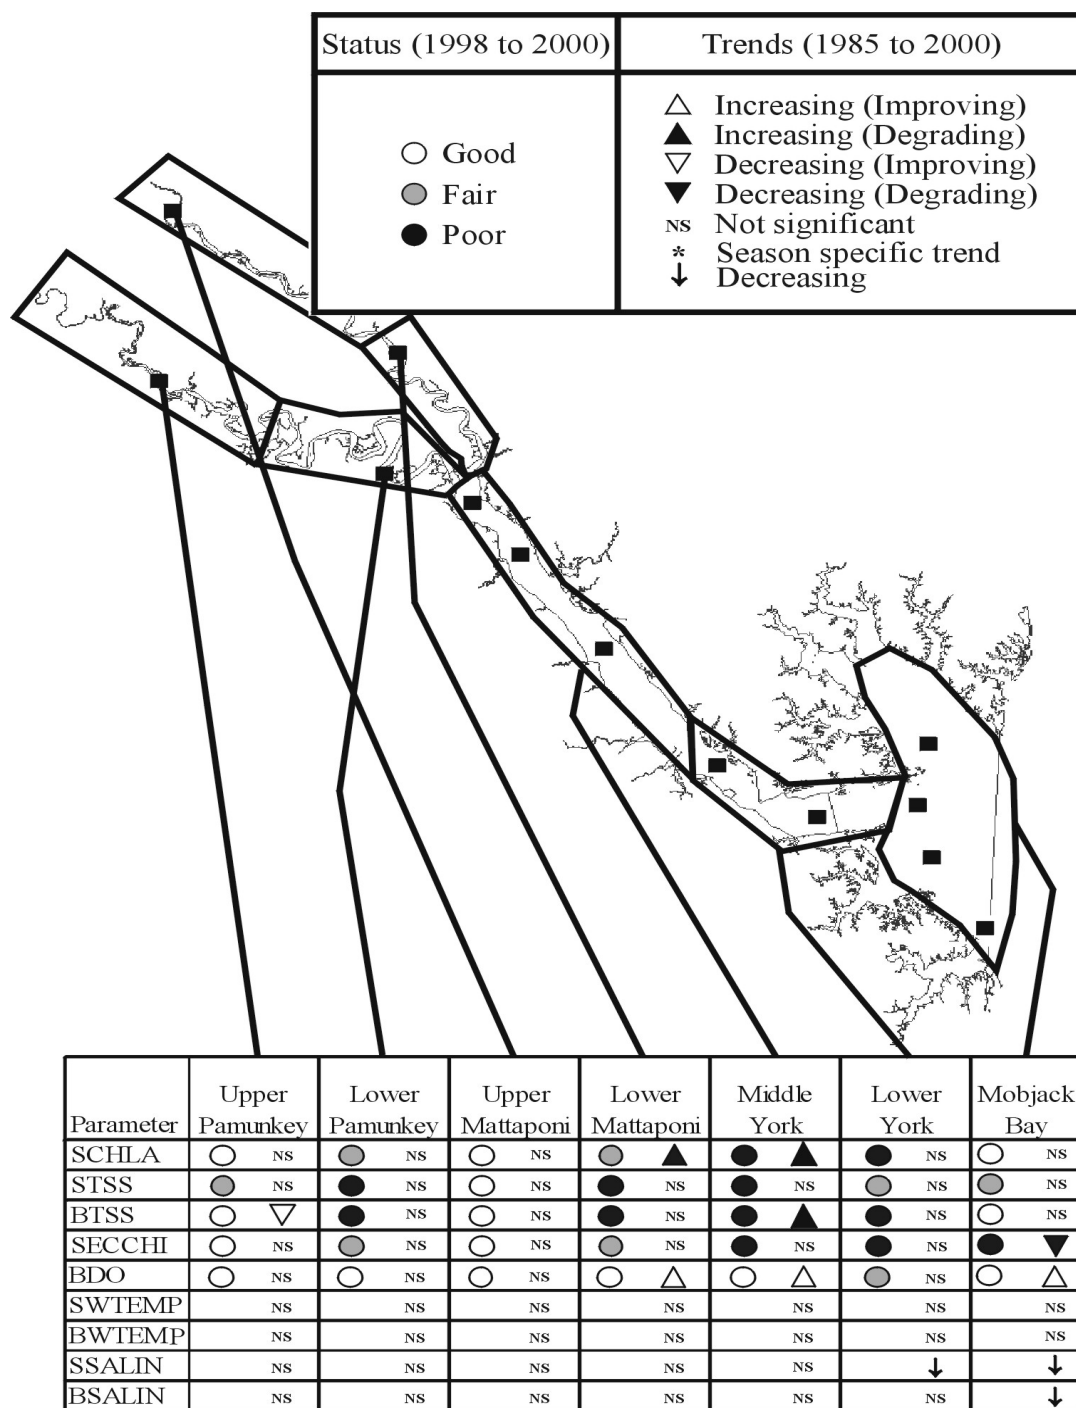 Status (1998 to 2000) Trends (1985 to 2000)
Good
Fair
Poor
Increasing (Improving)
Increasing (Degrading)
Decreasing (Improving)
Decreasing (Degrading)
NS Not significant
* Season specific trend
↓ Decreasing
Parameter Upper Pamunkey Lower Pamunkey Upper Mattaponi Lower Mattaponi Middle York Lower York Mobjack Bay
SCHLA NS NS NS NS
STSS NS NS NS NS NS NS NS
BTSS NS NS NS NS NS
SECCHI NS NS NS NS NS NS
BDO NS NS NS NS
SWTEMP NS NS NS NS NS NS NS
BWTEMP NS NS NS NS NS NS NS
SSALIN NS NS NS NS NS ↓ ↓
BSALIN NS NS NS NS NS NS ↓